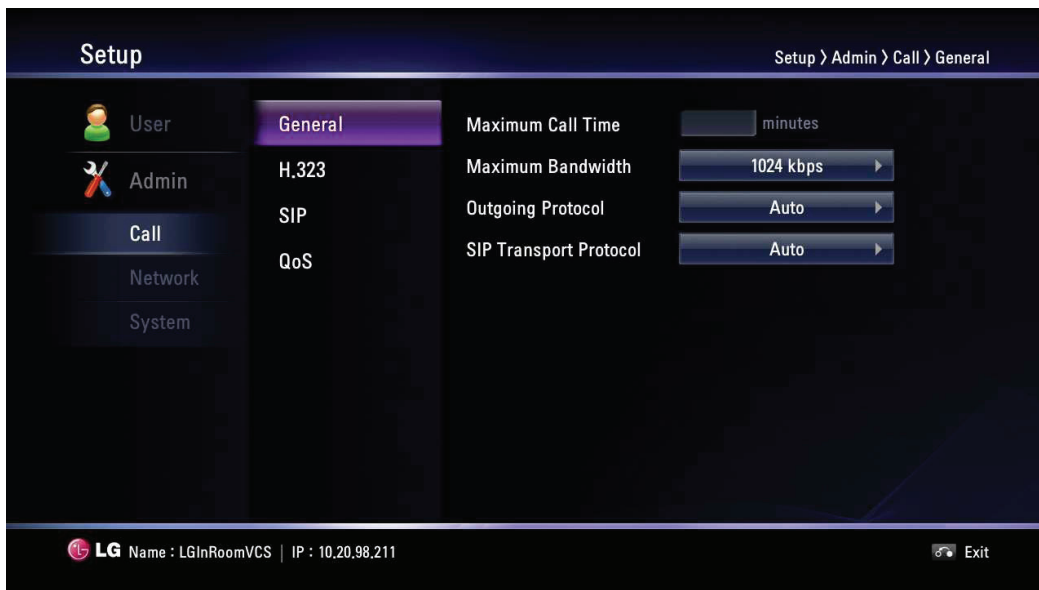 Setup
Setup > Admin > Call > General
User
Admin
Call
Network
System
General
H.323
SIP
QoS
Maximum Call Time minutes
Maximum Bandwidth 1024 kbps
Outgoing Protocol Auto
SIP Transport Protocol Auto
LG Name : LGInRoomVCS | IP : 10.20.98.211
Exit